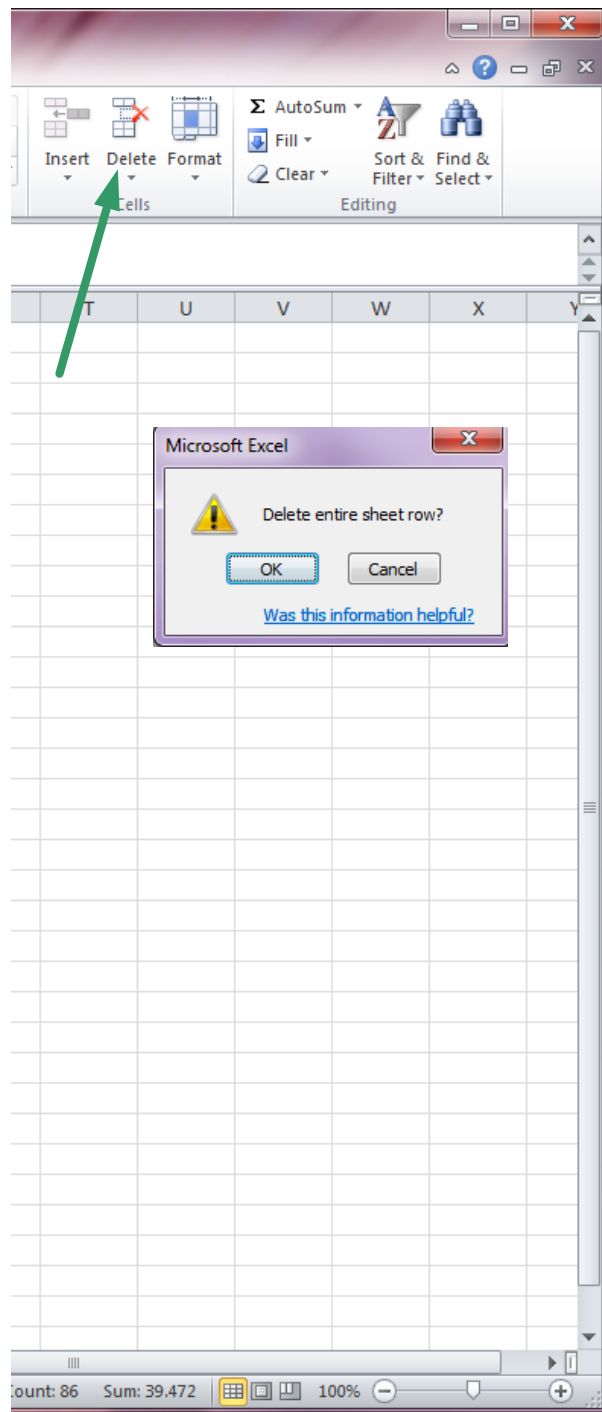 Σ AutoSum
Fill
Clear
Insert Delete Format
Sort &
Filter
Find &
Select
Cells
Editing
T U V W X Y
Microsoft Excel
Delete entire sheet row?
OK Cancel
Was this information helpful?
Count: 86 Sum: 39.472 100%